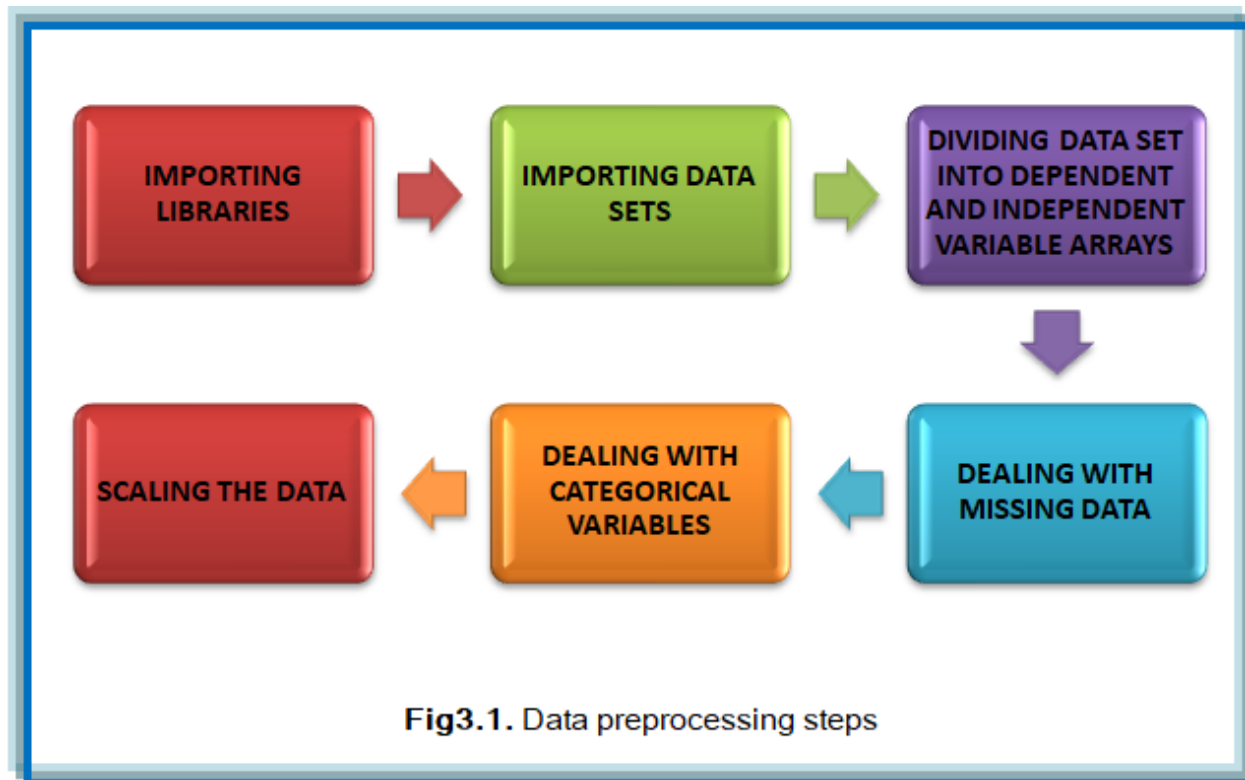 IMPORTING
LIBRARIES
IMPORTING DATA
SETS
DIVIDING DATA SET
INTO DEPENDENT
AND INDEPENDENT
VARIABLE ARRAYS
DEALING WITH
MISSING DATA
DEALING WITH
CATEGORICAL
VARIABLES
SCALING THE DATA
Fig3.1. Data preprocessing steps